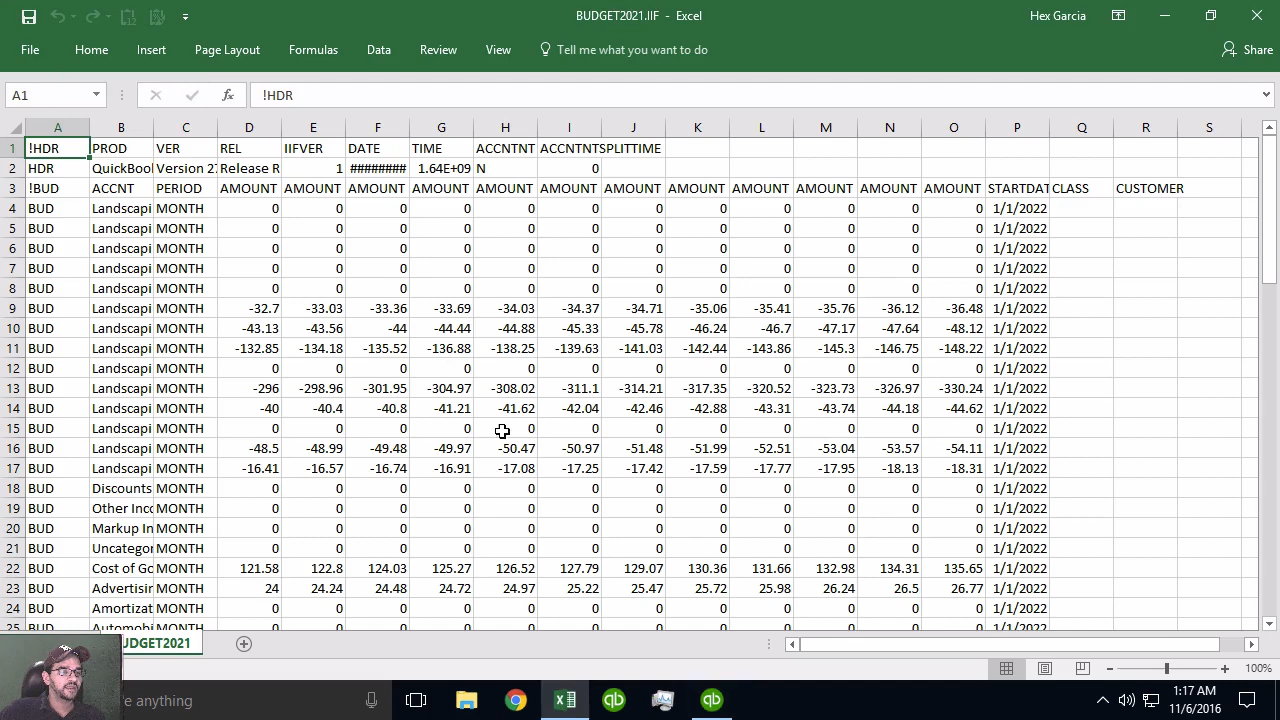 BUDGET2021.IIF - Excel
Hex Garcia
File Home Insert Page Layout Formulas Data Review View Tell me what you want to do Share
A1 fx !HDR
A B C D E F G H I J K L M N O P Q R S
1 !HDR PROD VER REL IIFVER DATE TIME ACCNTNT ACCNTNTSPLITTIME
2 HDR QuickBool Version 27 Release R 1 ######## 1.64E+09 N 0
3 !BUD ACCNT PERIOD AMOUNT AMOUNT AMOUNT AMOUNT AMOUNT AMOUNT AMOUNT AMOUNT AMOUNT AMOUNT AMOUNT AMOUNT STARTDAT CLASS CUSTOMER
4 BUD Landscapi MONTH 0 0 0 0 0 0 0 0 0 0 0 0 1/1/2022
5 BUD Landscapi MONTH 0 0 0 0 0 0 0 0 0 0 0 0 1/1/2022
6 BUD Landscapi MONTH 0 0 0 0 0 0 0 0 0 0 0 0 1/1/2022
7 BUD Landscapi MONTH 0 0 0 0 0 0 0 0 0 0 0 0 1/1/2022
8 BUD Landscapi MONTH 0 0 0 0 0 0 0 0 0 0 0 0 1/1/2022
9 BUD Landscapi MONTH -32.7 -33.03 -33.36 -33.69 -34.03 -34.37 -34.71 -35.06 -35.41 -35.76 -36.12 -36.48 1/1/2022
10 BUD Landscapi MONTH -43.13 -43.56 -44 -44.44 -44.88 -45.33 -45.78 -46.24 -46.7 -47.17 -47.64 -48.12 1/1/2022
11 BUD Landscapi MONTH -132.85 -134.18 -135.52 -136.88 -138.25 -139.63 -141.03 -142.44 -143.86 -145.3 -146.75 -148.22 1/1/2022
12 BUD Landscapi MONTH 0 0 0 0 0 0 0 0 0 0 0 0 1/1/2022
13 BUD Landscapi MONTH -296 -298.96 -301.95 -304.97 -308.02 -311.1 -314.21 -317.35 -320.52 -323.73 -326.97 -330.24 1/1/2022
14 BUD Landscapi MONTH -40 -40.4 -40.8 -41.21 -41.62 -42.04 -42.46 -42.88 -43.31 -43.74 -44.18 -44.62 1/1/2022
15 BUD Landscapi MONTH 0 0 0 0 0 0 0 0 0 0 0 0 1/1/2022
16 BUD Landscapi MONTH -48.5 -48.99 -49.48 -49.97 -50.47 -50.97 -51.48 -51.99 -52.51 -53.04 -53.57 -54.11 1/1/2022
17 BUD Landscapi MONTH -16.41 -16.57 -16.74 -16.91 -17.08 -17.25 -17.42 -17.59 -17.77 -17.95 -18.13 -18.31 1/1/2022
18 BUD Discounts MONTH 0 0 0 0 0 0 0 0 0 0 0 0 1/1/2022
19 BUD Other Inco MONTH 0 0 0 0 0 0 0 0 0 0 0 0 1/1/2022
20 BUD Markup In MONTH 0 0 0 0 0 0 0 0 0 0 0 0 1/1/2022
21 BUD Uncategor MONTH 0 0 0 0 0 0 0 0 0 0 0 0 1/1/2022
22 BUD Cost of Go MONTH 121.58 122.8 124.03 125.27 126.52 127.79 129.07 130.36 131.66 132.98 134.31 135.65 1/1/2022
23 BUD Advertisin MONTH 24 24.24 24.48 24.72 24.97 25.22 25.47 25.72 25.98 26.24 26.5 26.77 1/1/2022
24 BUD Amortizat MONTH 0 0 0 0 0 0 0 0 0 0 0 0 1/1/2022
25 BUD Automobi MONTH 0 0 0 0 0 0 0 0 0 0 0 0 1/1/2022
UDGET2021
100%
e anything
qb qb
1:17 AM
11/6/2016